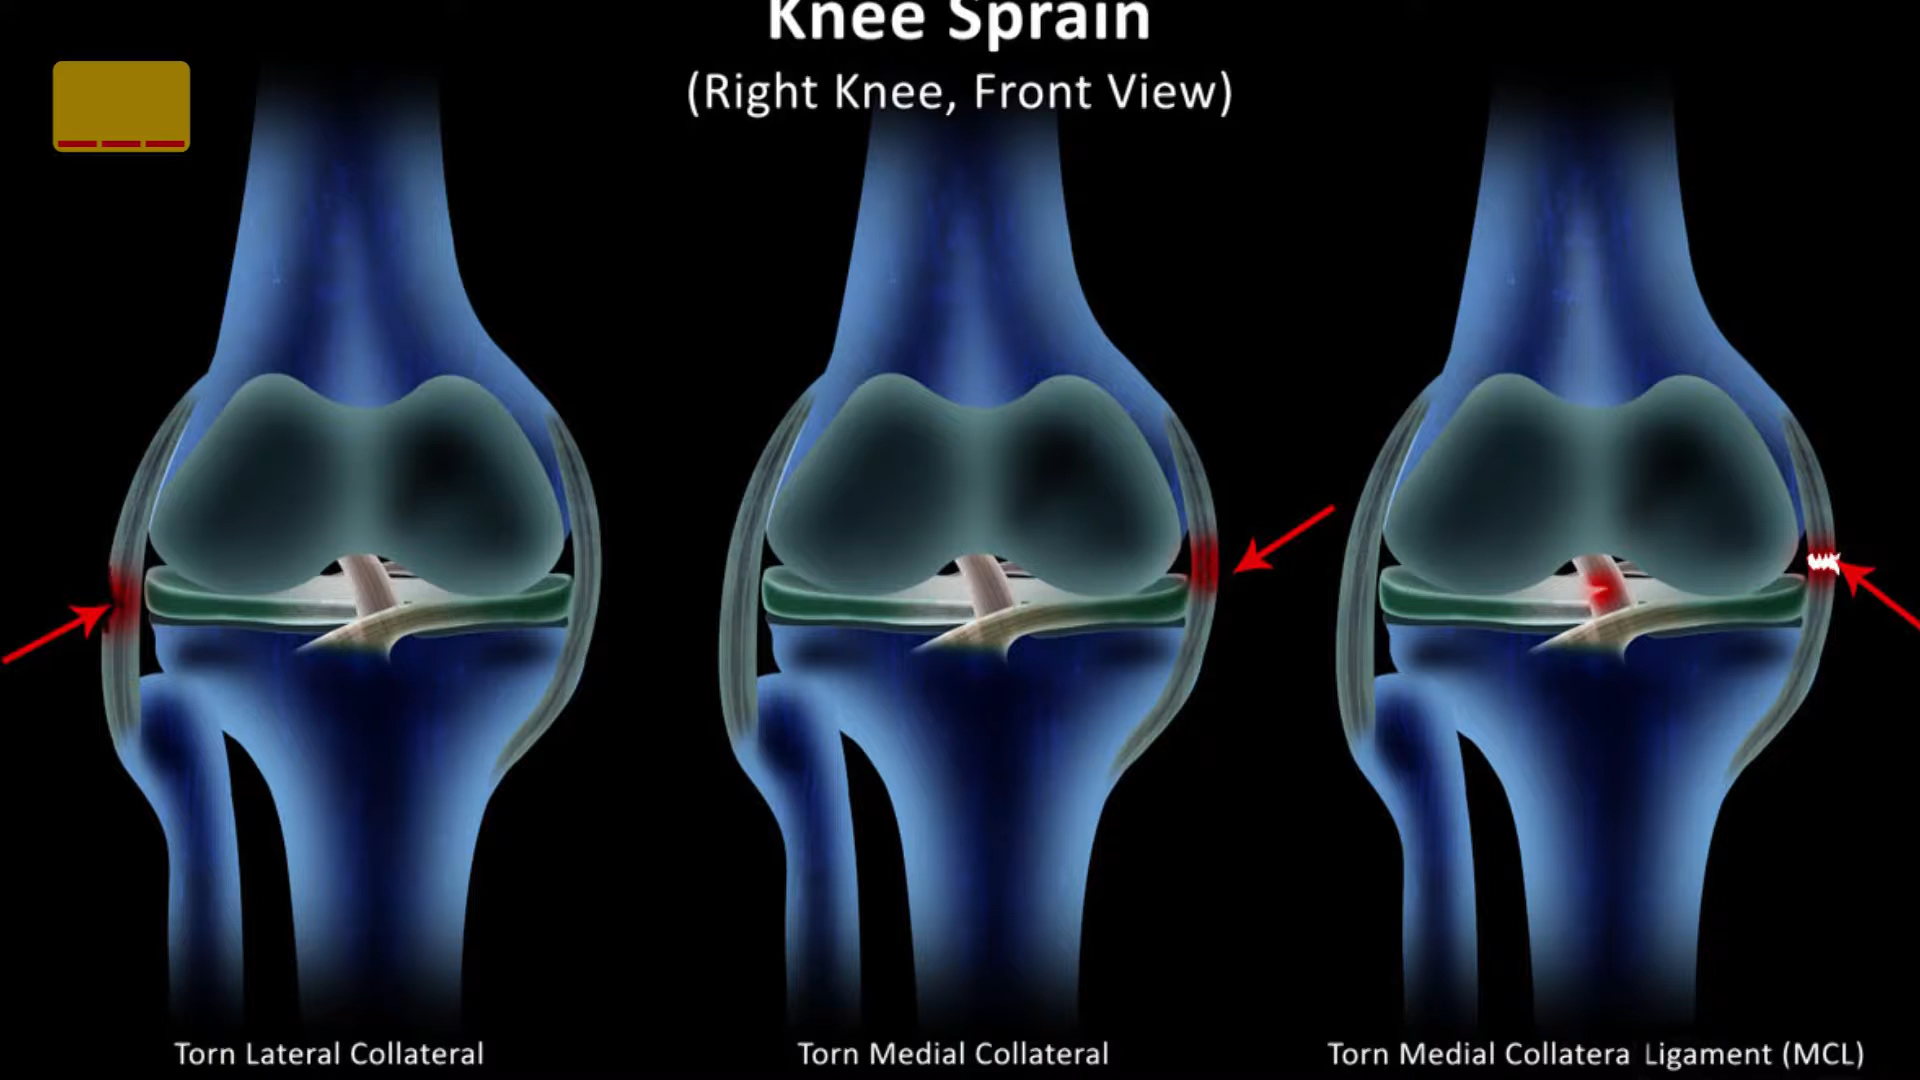 Knee Sprain
(Right Knee, Front View)
Torn Lateral Collateral
Torn Medial Collateral
Torn Medial Collatera Ligament (MCL)